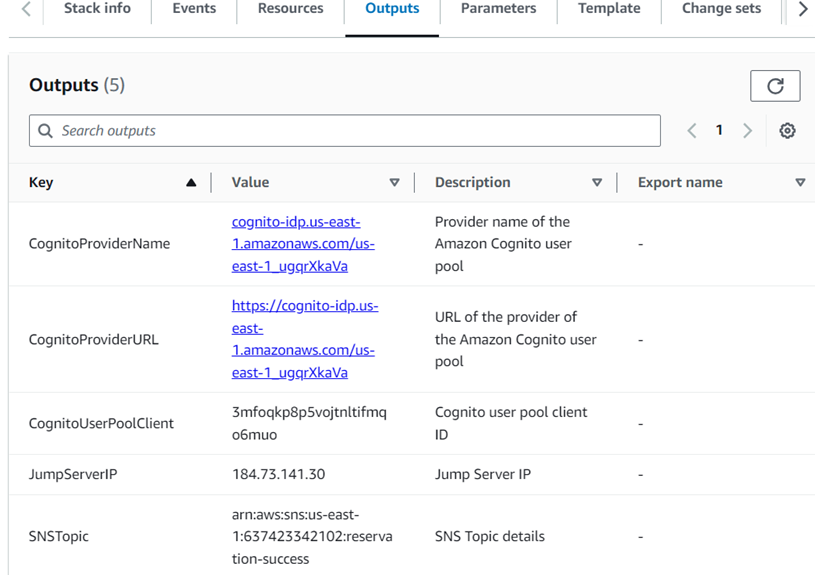 Stack info Events Resources Outputs Parameters Template Change sets
Outputs (5)
Search outputs
1
Key Value Description Export name
CognitoProviderName
cognito-idp.us-east-
1.amazonaws.com/us-
east-1_ugqrXkaVa
Provider name of the
Amazon Cognito user
pool
-
CognitoProviderURL
https://cognito-idp.us-
east-
1.amazonaws.com/us-
east-1_ugqrXkaVa
URL of the provider of
the Amazon Cognito user
pool
-
CognitoUserPoolClient
3mfoqkp8p5vojtnltifmq
o6muo
Cognito user pool client
ID
-
JumpServerIP 184.73.141.30 Jump Server IP -
SNSTopic
arn:aws:sns:us-east-
1:637423342102:reserva
tion-success
SNS Topic details
-